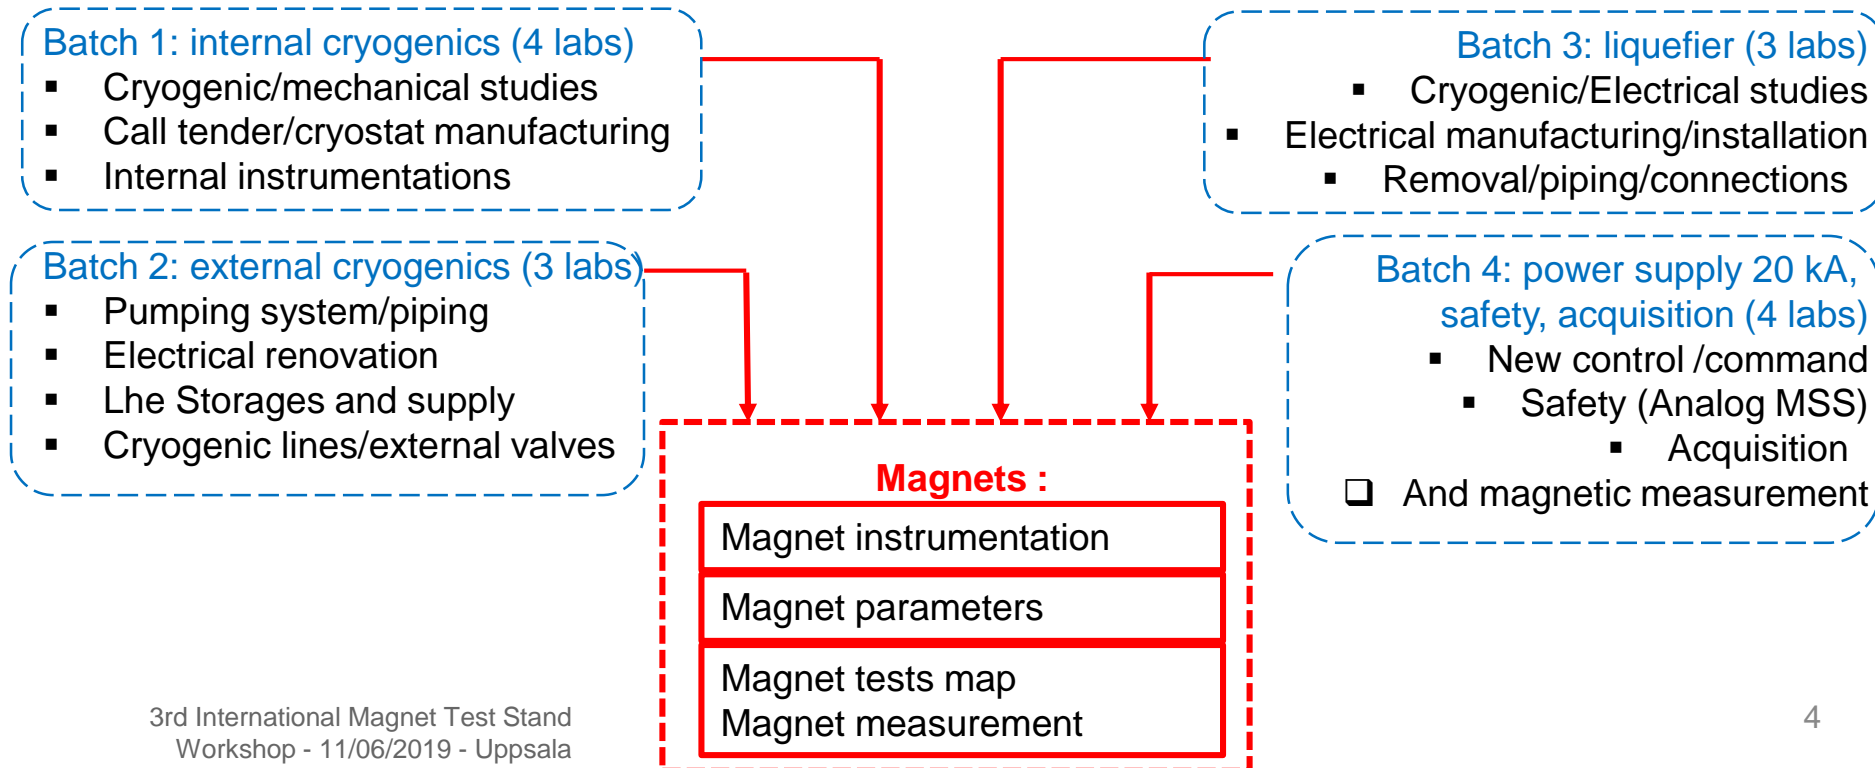 Batch 1: internal cryogenics (4 labs)
▪ Cryogenic/mechanical studies
▪ Call tender/cryostat manufacturing
▪ Internal instrumentations
Batch 2: external cryogenics (3 labs)
▪ Pumping system/piping
▪ Electrical renovation
▪ Lhe Storages and supply
▪ Cryogenic lines/external valves
Batch 3: liquefier (3 labs)
▪ Cryogenic/Electrical studies
▪ Electrical manufacturing/installation
▪ Removal/piping/connections
Batch 4: power supply 20 kA,
safety, acquisition (4 labs)
▪ New control /command
▪ Safety (Analog MSS)
▪ Acquisition
❑ And magnetic measurement
Magnets :
Magnet instrumentation
Magnet parameters
Magnet tests map
Magnet measurement
3rd International Magnet Test Stand
Workshop - 11/06/2019 - Uppsala
4